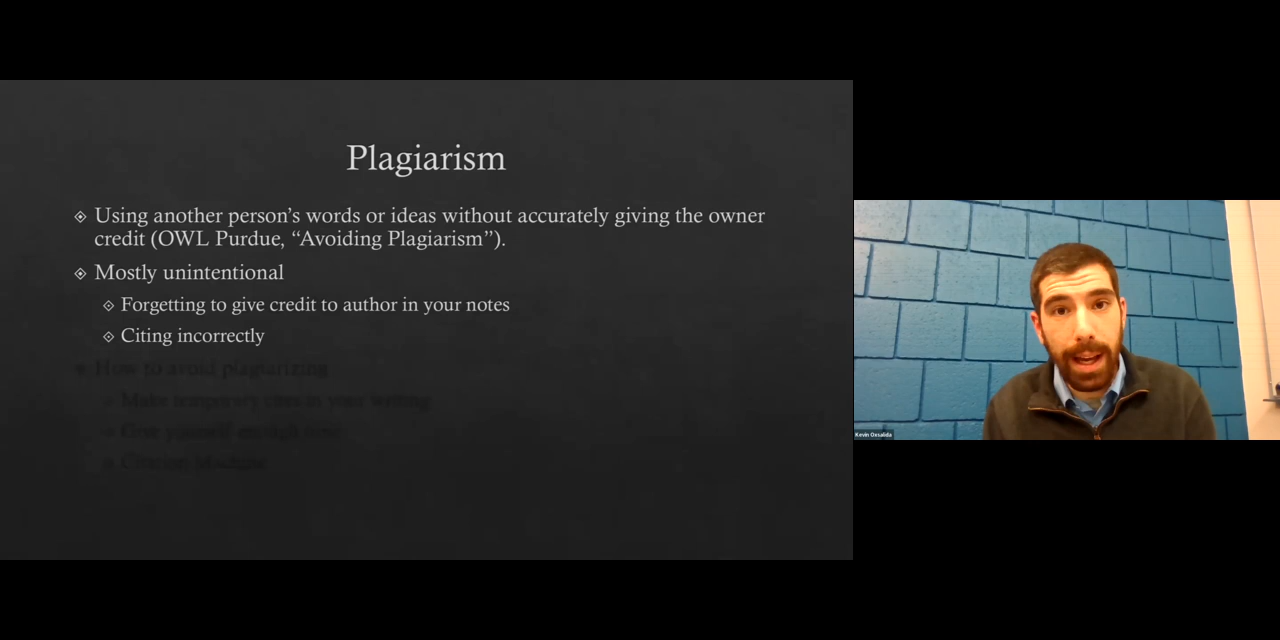 Plagiarism
Using another person’s words or ideas without accurately giving the owner
credit (OWL Purdue, “Avoiding Plagiarism”).
Mostly unintentional
Forgetting to give credit to author in your notes
Citing incorrectly
How to avoid plagiarizing
Make temporary cites in your writing
Give yourself enough time
Citation Machine
Kevin Oxsalida